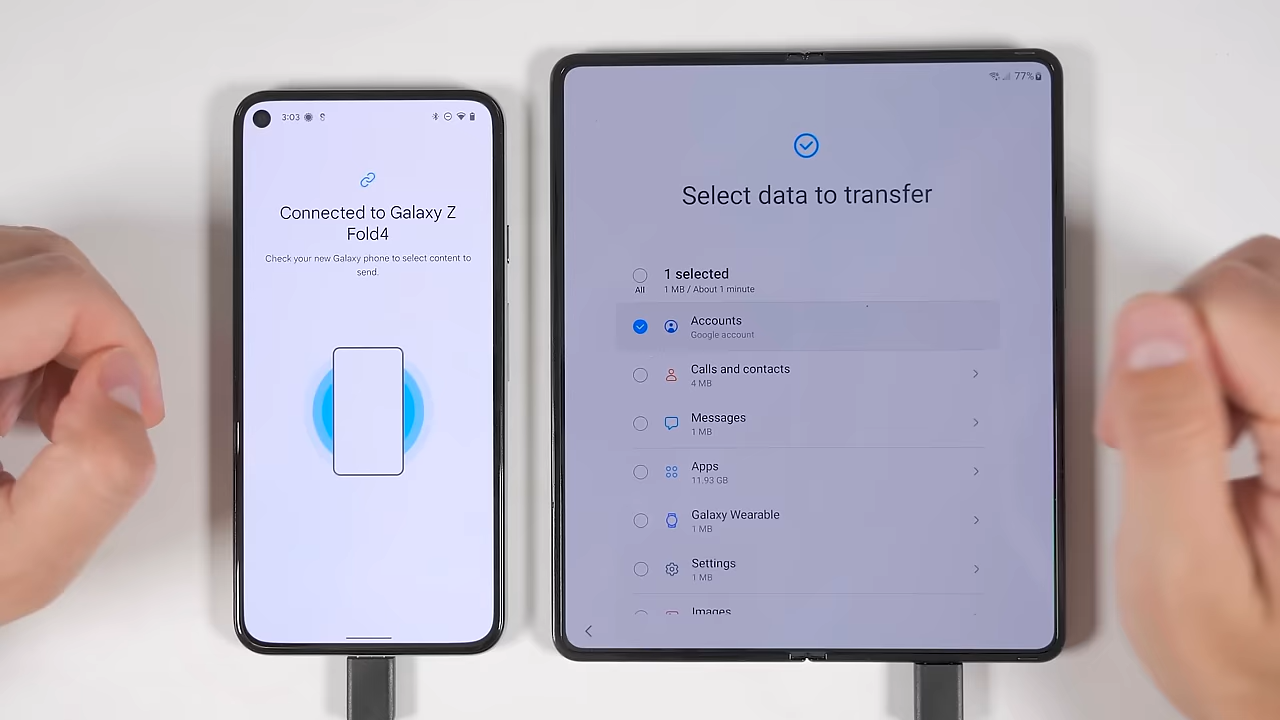 3:03
Connected to Galaxy Z
Fold4
Check your new Galaxy phone to select content to
send.
77%
Select data to transfer
1 selected
All
1 MB / About 1 minute
Accounts
Google account
Calls and contacts
4 MB
Messages
1 MB
Apps
11.93 GB
Galaxy Wearable
1 MB
Settings
1 MB
Images